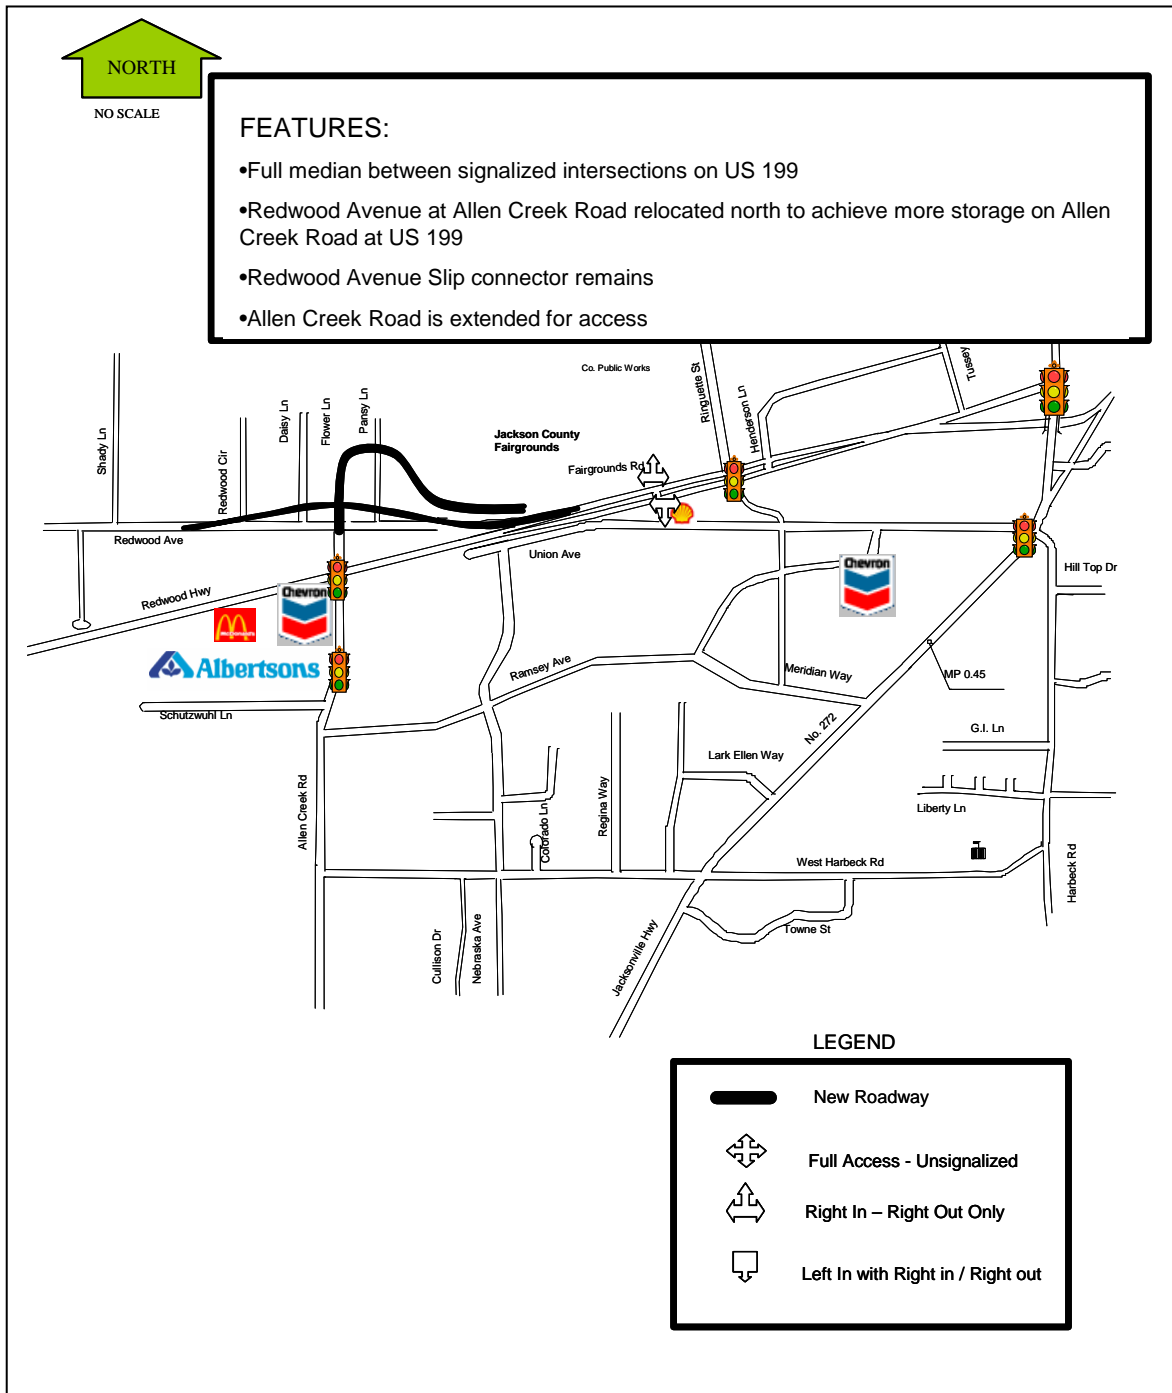 NORTH
NO SCALE
FEATURES:
•Full median between signalized intersections on US 199
•Redwood Avenue at Allen Creek Road relocated north to achieve more storage on Allen
Creek Road at US 199
•Redwood Avenue Slip connector remains
•Allen Creek Road is extended for access
Co. Public Works
Ringuette St
Henderson Ln
Tussey
Shady Ln
Redwood Cir
Daisy Ln
Flower Ln
Pansy Ln
Jackson County
Fairgrounds
Fairgrounds Rd
Redwood Ave
Union Ave
Redwood Hwy
Chevron
McDonald's
Albertsons
Chevron
Hill Top Dr
Ramsey Ave
Meridian Way
MP 0.45
Schutzwuhl Ln
No. 272
G.I. Ln
Lark Ellen Way
Allen Creek Rd
Colorado Ln
Regina Way
Liberty Ln
West Harbeck Rd
Harbeck Rd
Cullison Dr
Nebraska Ave
Jacksonville Hwy
Towne St
LEGEND
New Roadway
Full Access - Unsignalized
Right In – Right Out Only
Left In with Right in / Right out